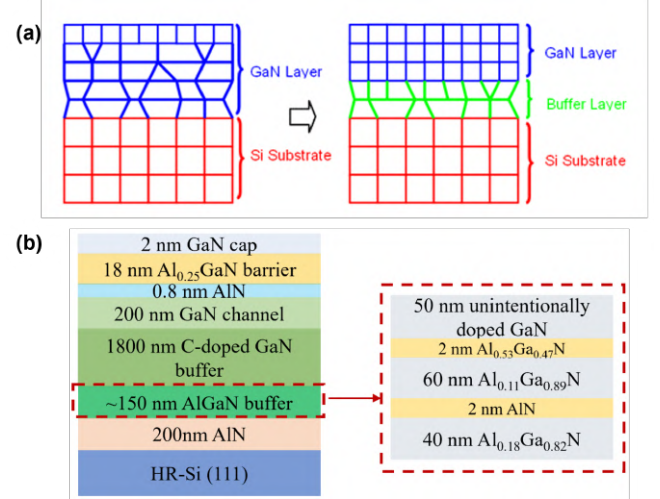 (a)
GaN Layer
Si Substrate
GaN Layer
Buffer Layer
Si Substrate
(b)
2 nm GaN cap
18 nm Al₀.₂₅GaN barrier
0.8 nm AlN
200 nm GaN channel
1800 nm C-doped GaN
buffer
~150 nm AlGaN buffer
200nm AlN
HR-Si (111)
50 nm unintentionally
doped GaN
2 nm Al₀.₅₃Ga₀.₄₇N
60 nm Al₀.₁₁Ga₀.₈₉N
2 nm AlN
40 nm Al₀.₁₈Ga₀.₈₂N